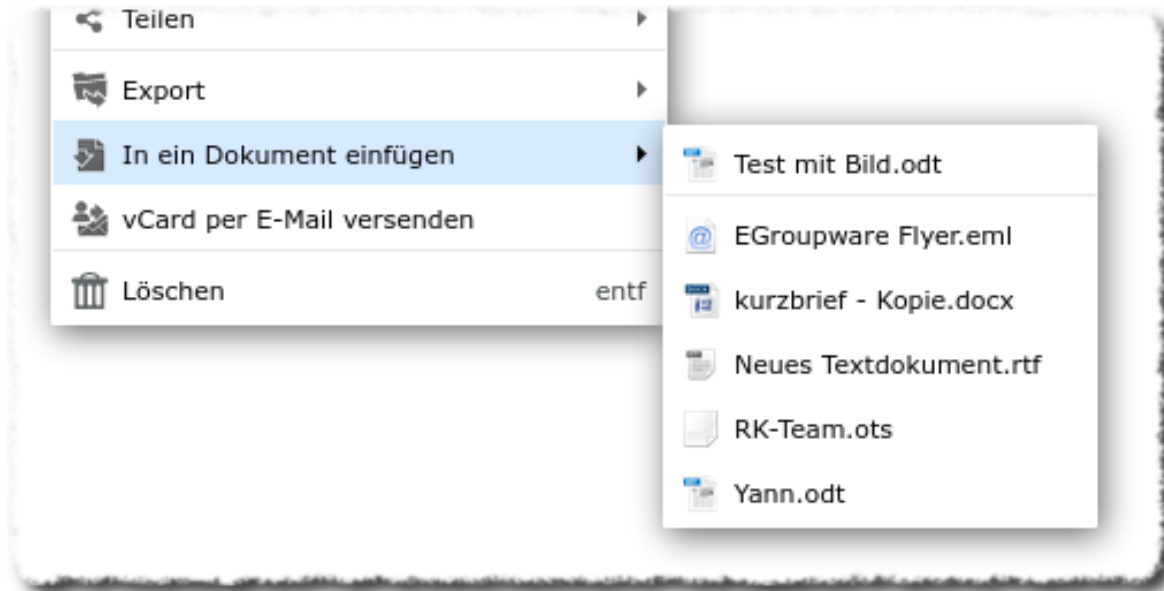 Teilen
Export
In ein Dokument einfügen
vCard per E-Mail versenden
Löschen entf
Test mit Bild.odt
EGroupware Flyer.eml
kurzbrief - Kopie.docx
Neues Textdokument.rtf
RK-Team.ots
Yann.odt